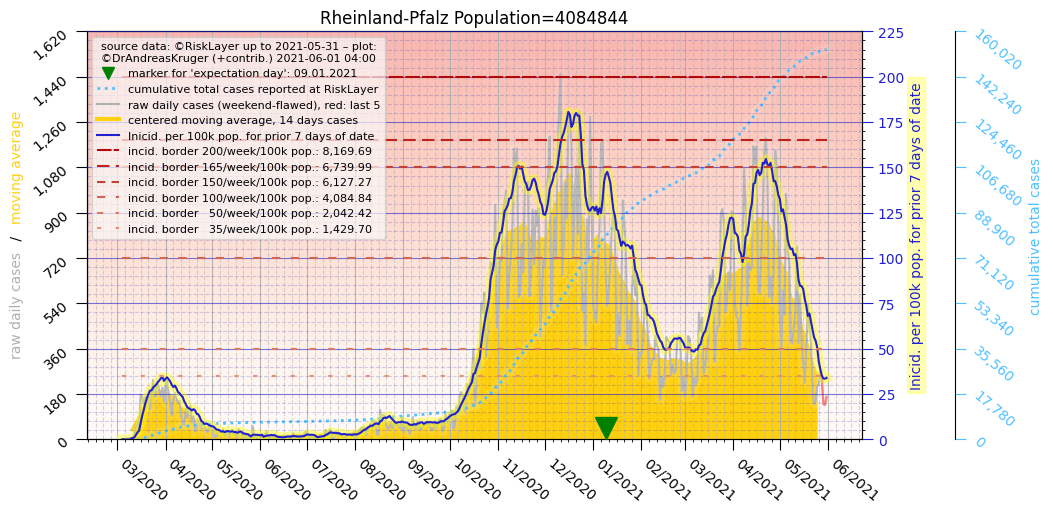 Rheinland-Pfalz Population=4084844
source data: ©RiskLayer up to 2021-05-31 – plot:
©DrAndreasKruger (+contrib.) 2021-06-01 04:00
marker for 'expectation day': 09.01.2021
cumulative total cases reported at RiskLayer
raw daily cases (weekend-flawed), red: last 5
centered moving average, 14 days cases
Inicid. per 100k pop. for prior 7 days of date
incid. border 200/week/100k pop.: 8,169.69
incid. border 165/week/100k pop.: 6,739.99
incid. border 150/week/100k pop.: 6,127.27
incid. border 100/week/100k pop.: 4,084.84
incid. border   50/week/100k pop.: 2,042.42
incid. border   35/week/100k pop.: 1,429.70
raw daily cases / moving average
1,620
1,440
1,260
1,080
900
720
540
360
180
0
03/2020
04/2020
05/2020
06/2020
07/2020
08/2020
09/2020
10/2020
11/2020
12/2020
01/2021
02/2021
03/2021
04/2021
05/2021
06/2021
225
200
175
150
125
100
75
50
25
0
Inicid. per 100k pop. for prior 7 days of date
160,020
142,240
124,460
106,680
88,900
71,120
53,340
35,560
17,780
0
cumulative total cases